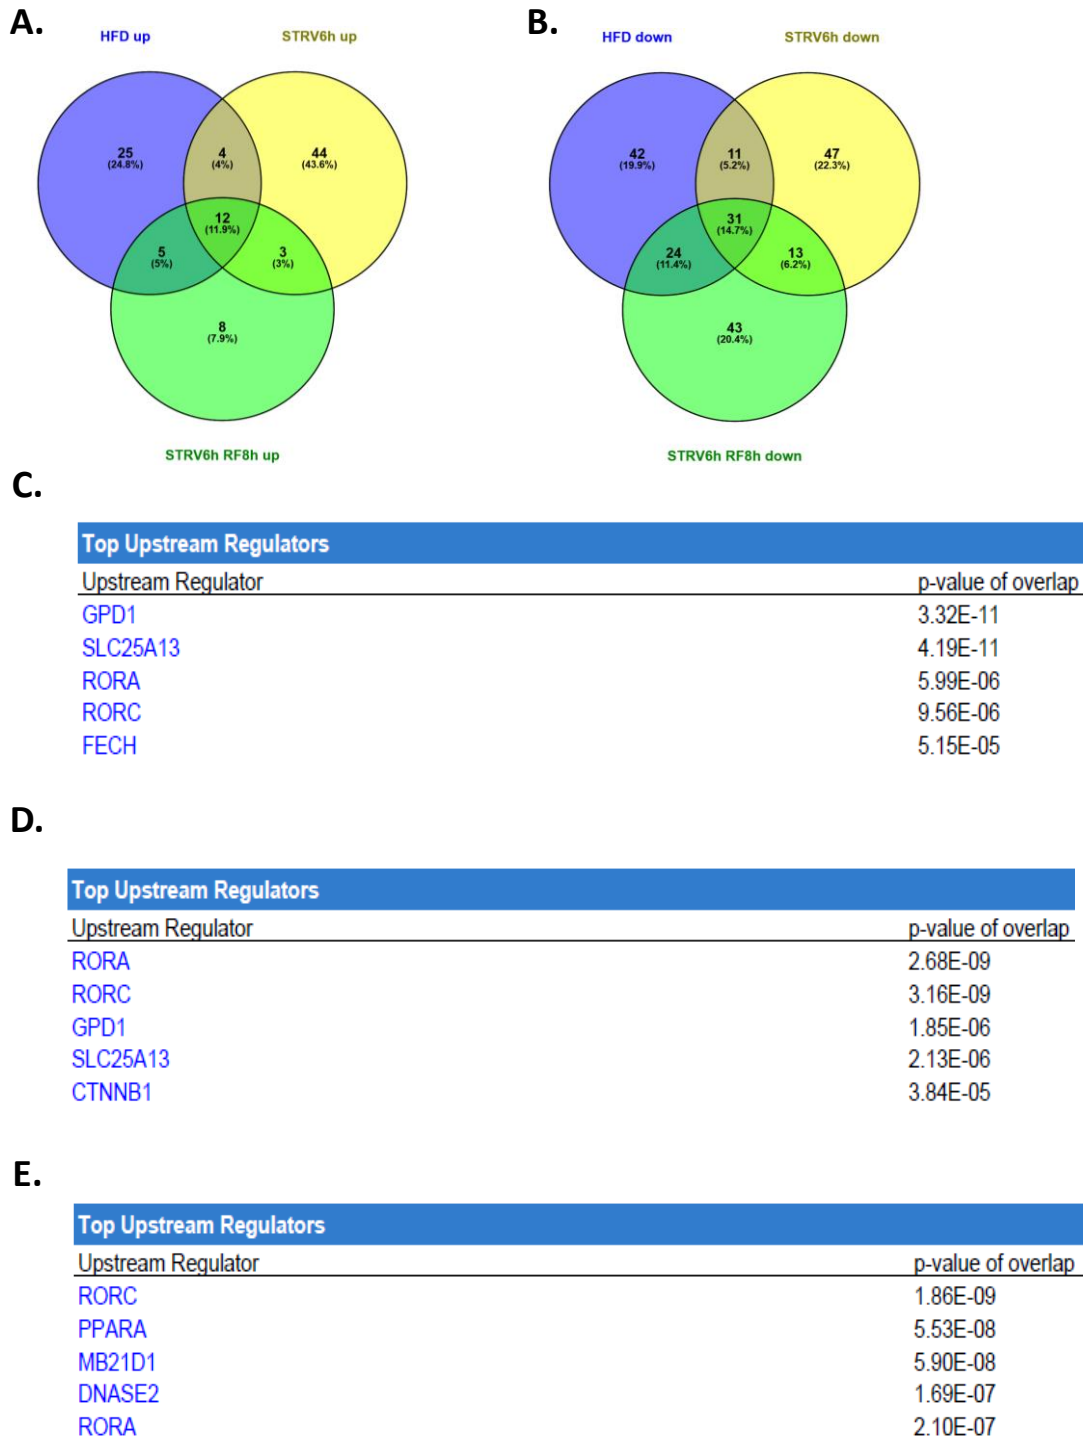 A.
B.
HFD up
STRV6h up
HFD down
STRV6h down
25
(24.8%)
4
(4%)
44
(43.6%)
12
(11.9%)
5
(5%)
3
(3%)
8
(7.9%)
STRV6h RF8h up
42
(19.9%)
11
(5.2%)
47
(22.3%)
31
(14.7%)
24
(11.4%)
13
(6.2%)
43
(20.4%)
STRV6h RF8h down
C.
Top Upstream Regulators
Upstream Regulator p-value of overlap
GPD1 3.32E-11
SLC25A13 4.19E-11
RORA 5.99E-06
RORC 9.56E-06
FECH 5.15E-05
D.
Top Upstream Regulators
Upstream Regulator p-value of overlap
RORA 2.68E-09
RORC 3.16E-09
GPD1 1.85E-06
SLC25A13 2.13E-06
CTNNB1 3.84E-05
E.
Top Upstream Regulators
Upstream Regulator p-value of overlap
RORC 1.86E-09
PPARA 5.53E-08
MB21D1 5.90E-08
DNASE2 1.69E-07
RORA 2.10E-07